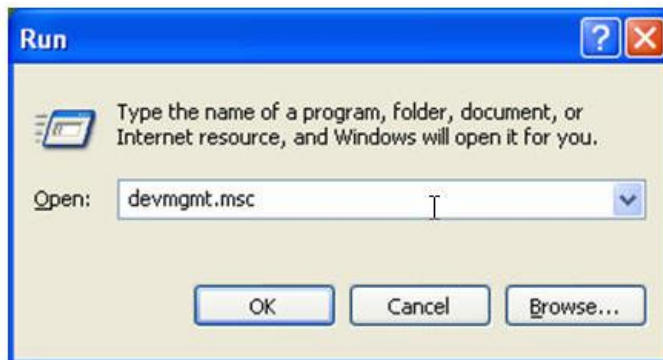 Run
Type the name of a program, folder, document, or
Internet resource, and Windows will open it for you.
Open: devmgmt.msc
OK Cancel Browse...